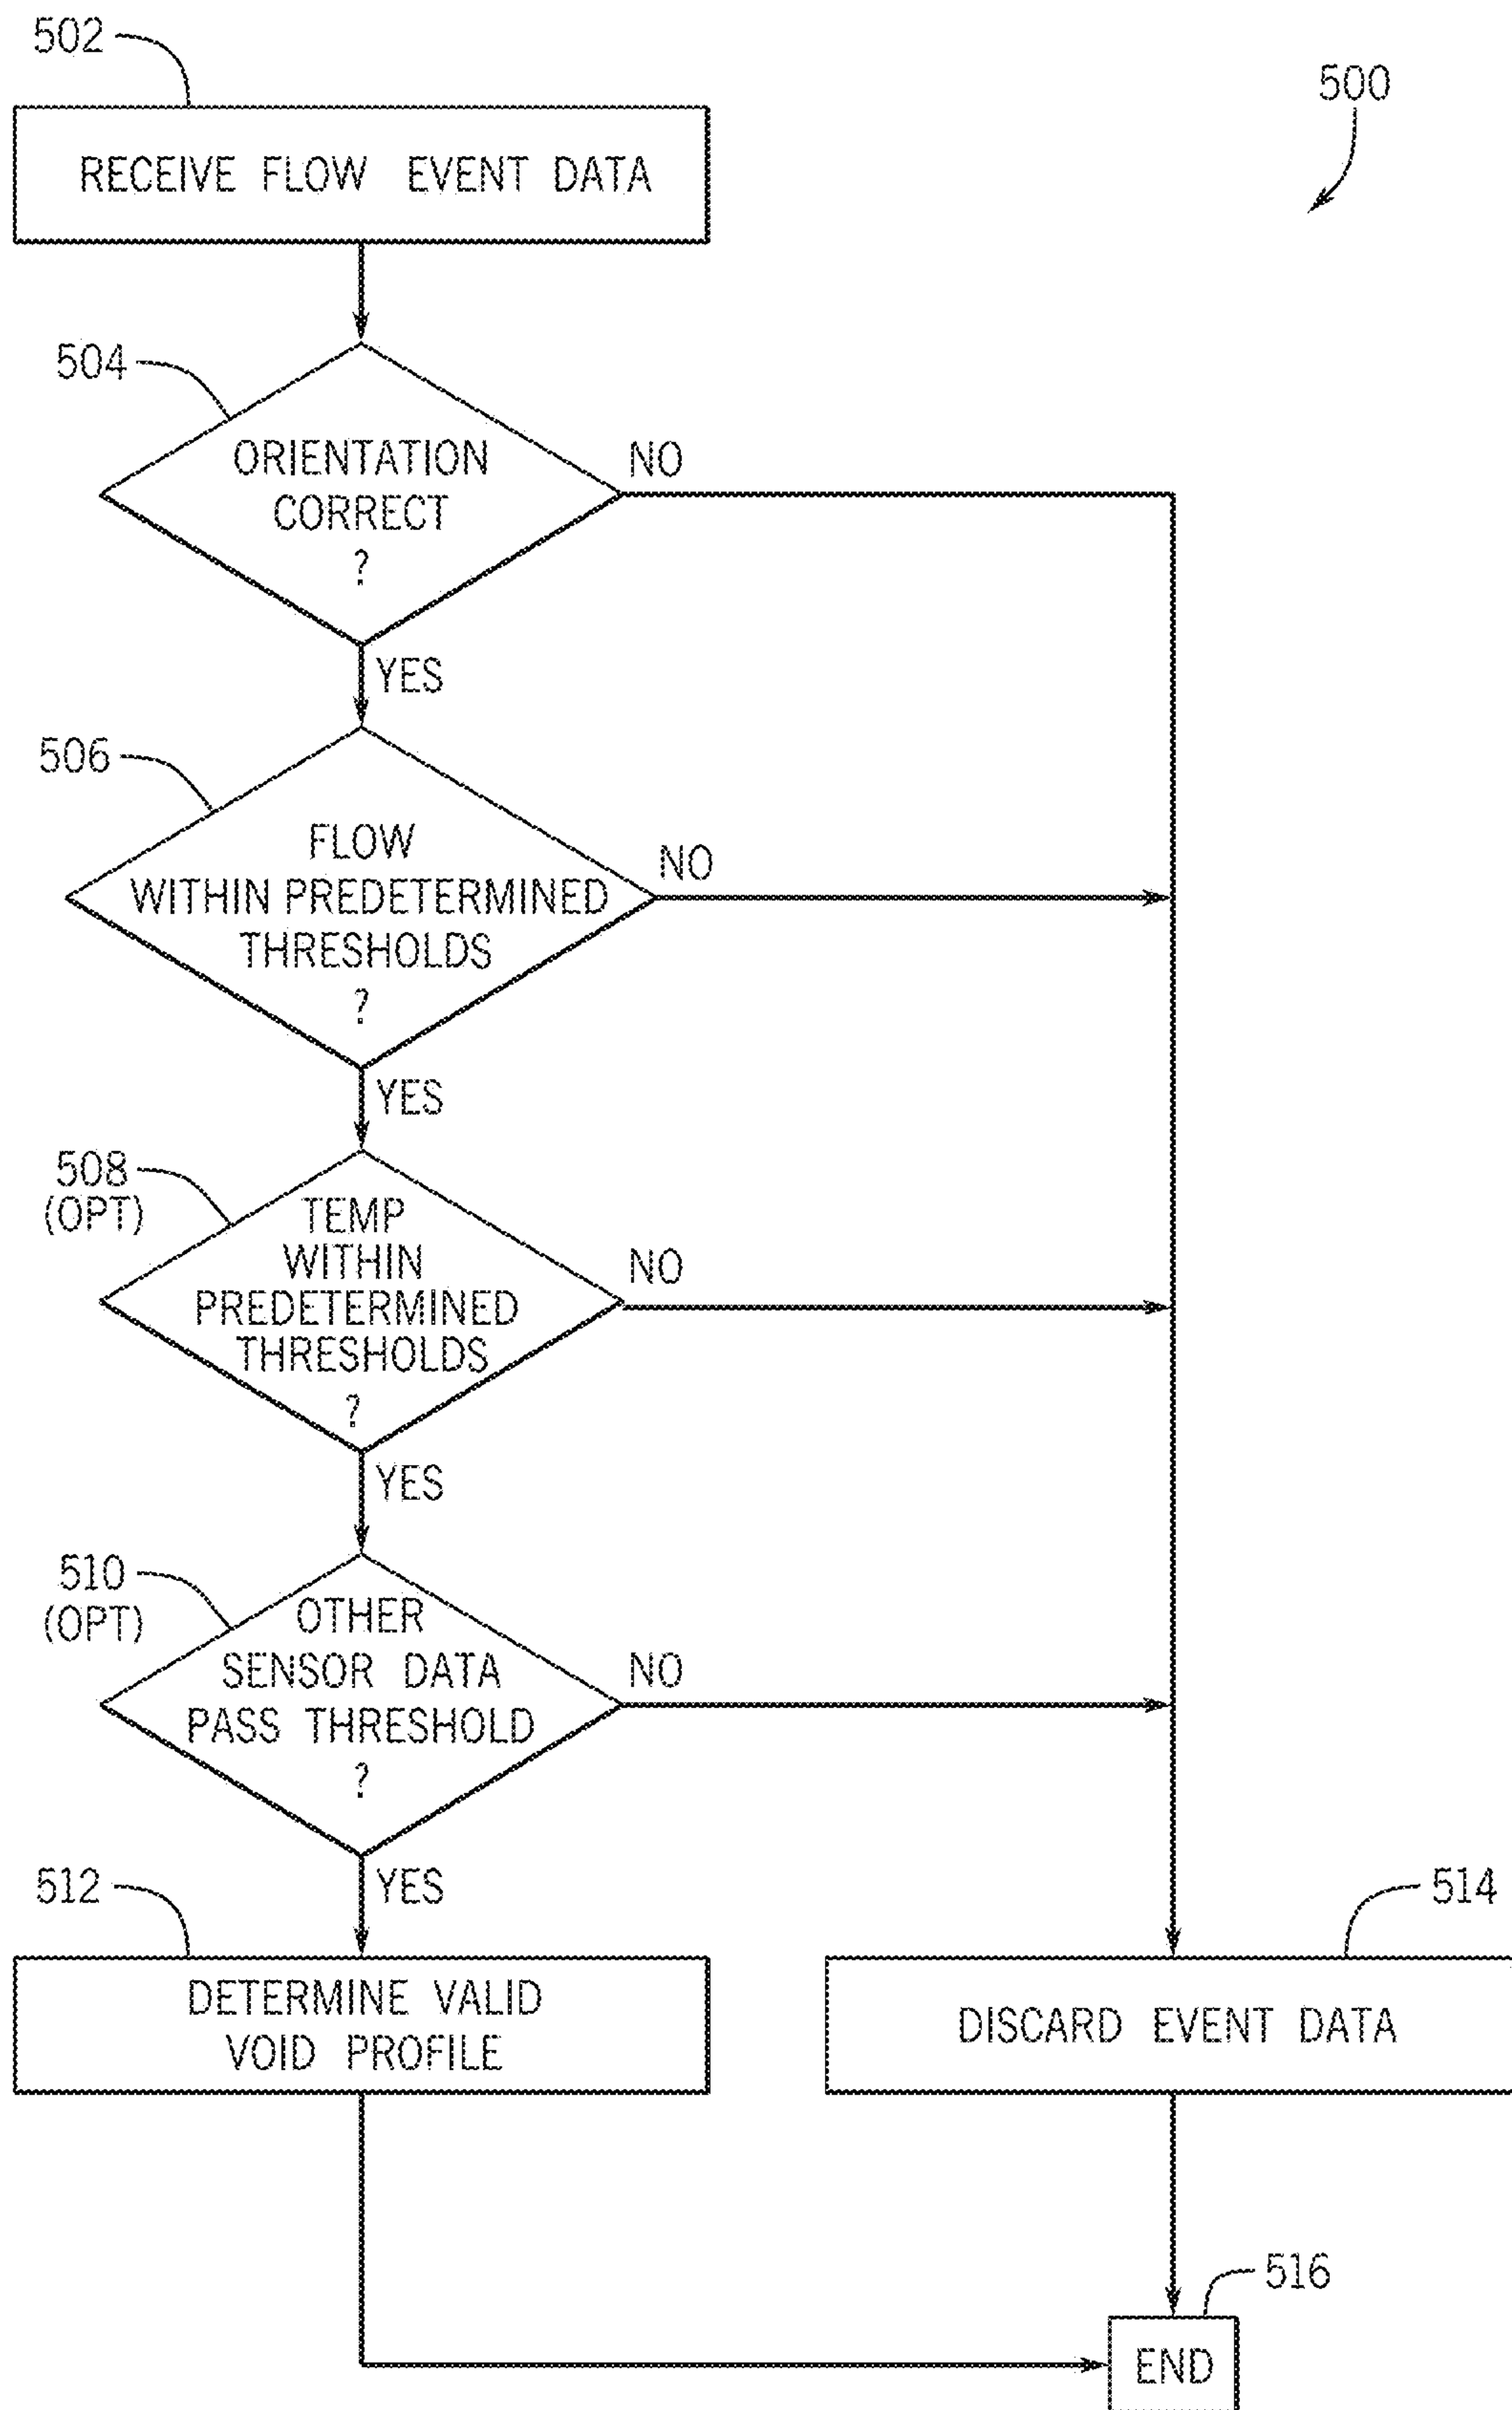 502
500
RECEIVE FLOW EVENT DATA
504
ORIENTATION
CORRECT
?
NO
YES
506
FLOW
WITHIN PREDETERMINED
THRESHOLDS
?
NO
YES
508
(OPT)
TEMP
WITHIN
PREDETERMINED
THRESHOLDS
?
NO
YES
510
(OPT)
OTHER
SENSOR DATA
PASS THRESHOLD
?
NO
YES
512
514
DETERMINE VALID
VOID PROFILE
DISCARD EVENT DATA
516
END